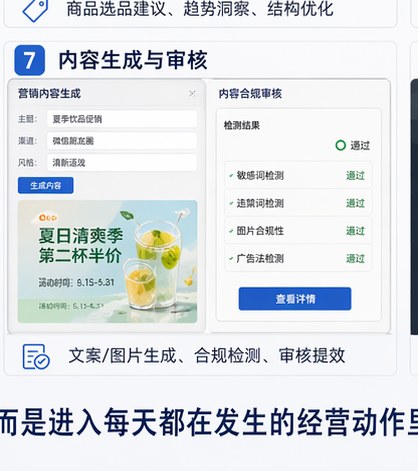 商品选品建议、趋势洞察、结构优化
7 内容生成与审核
营销内容生成
主题： 夏季饮品促销
渠道： 微信朋友圈
风格： 清新活泼
生成内容
夏日清爽季
第二杯半价
活动时间：
内容合规审核
检测结果
通过
敏感词检测 通过
违禁词检测 通过
图片合规性 通过
广告法检测 通过
查看详情
文案/图片生成、合规检测、审核提效
而是进入每天都在发生的经营动作里